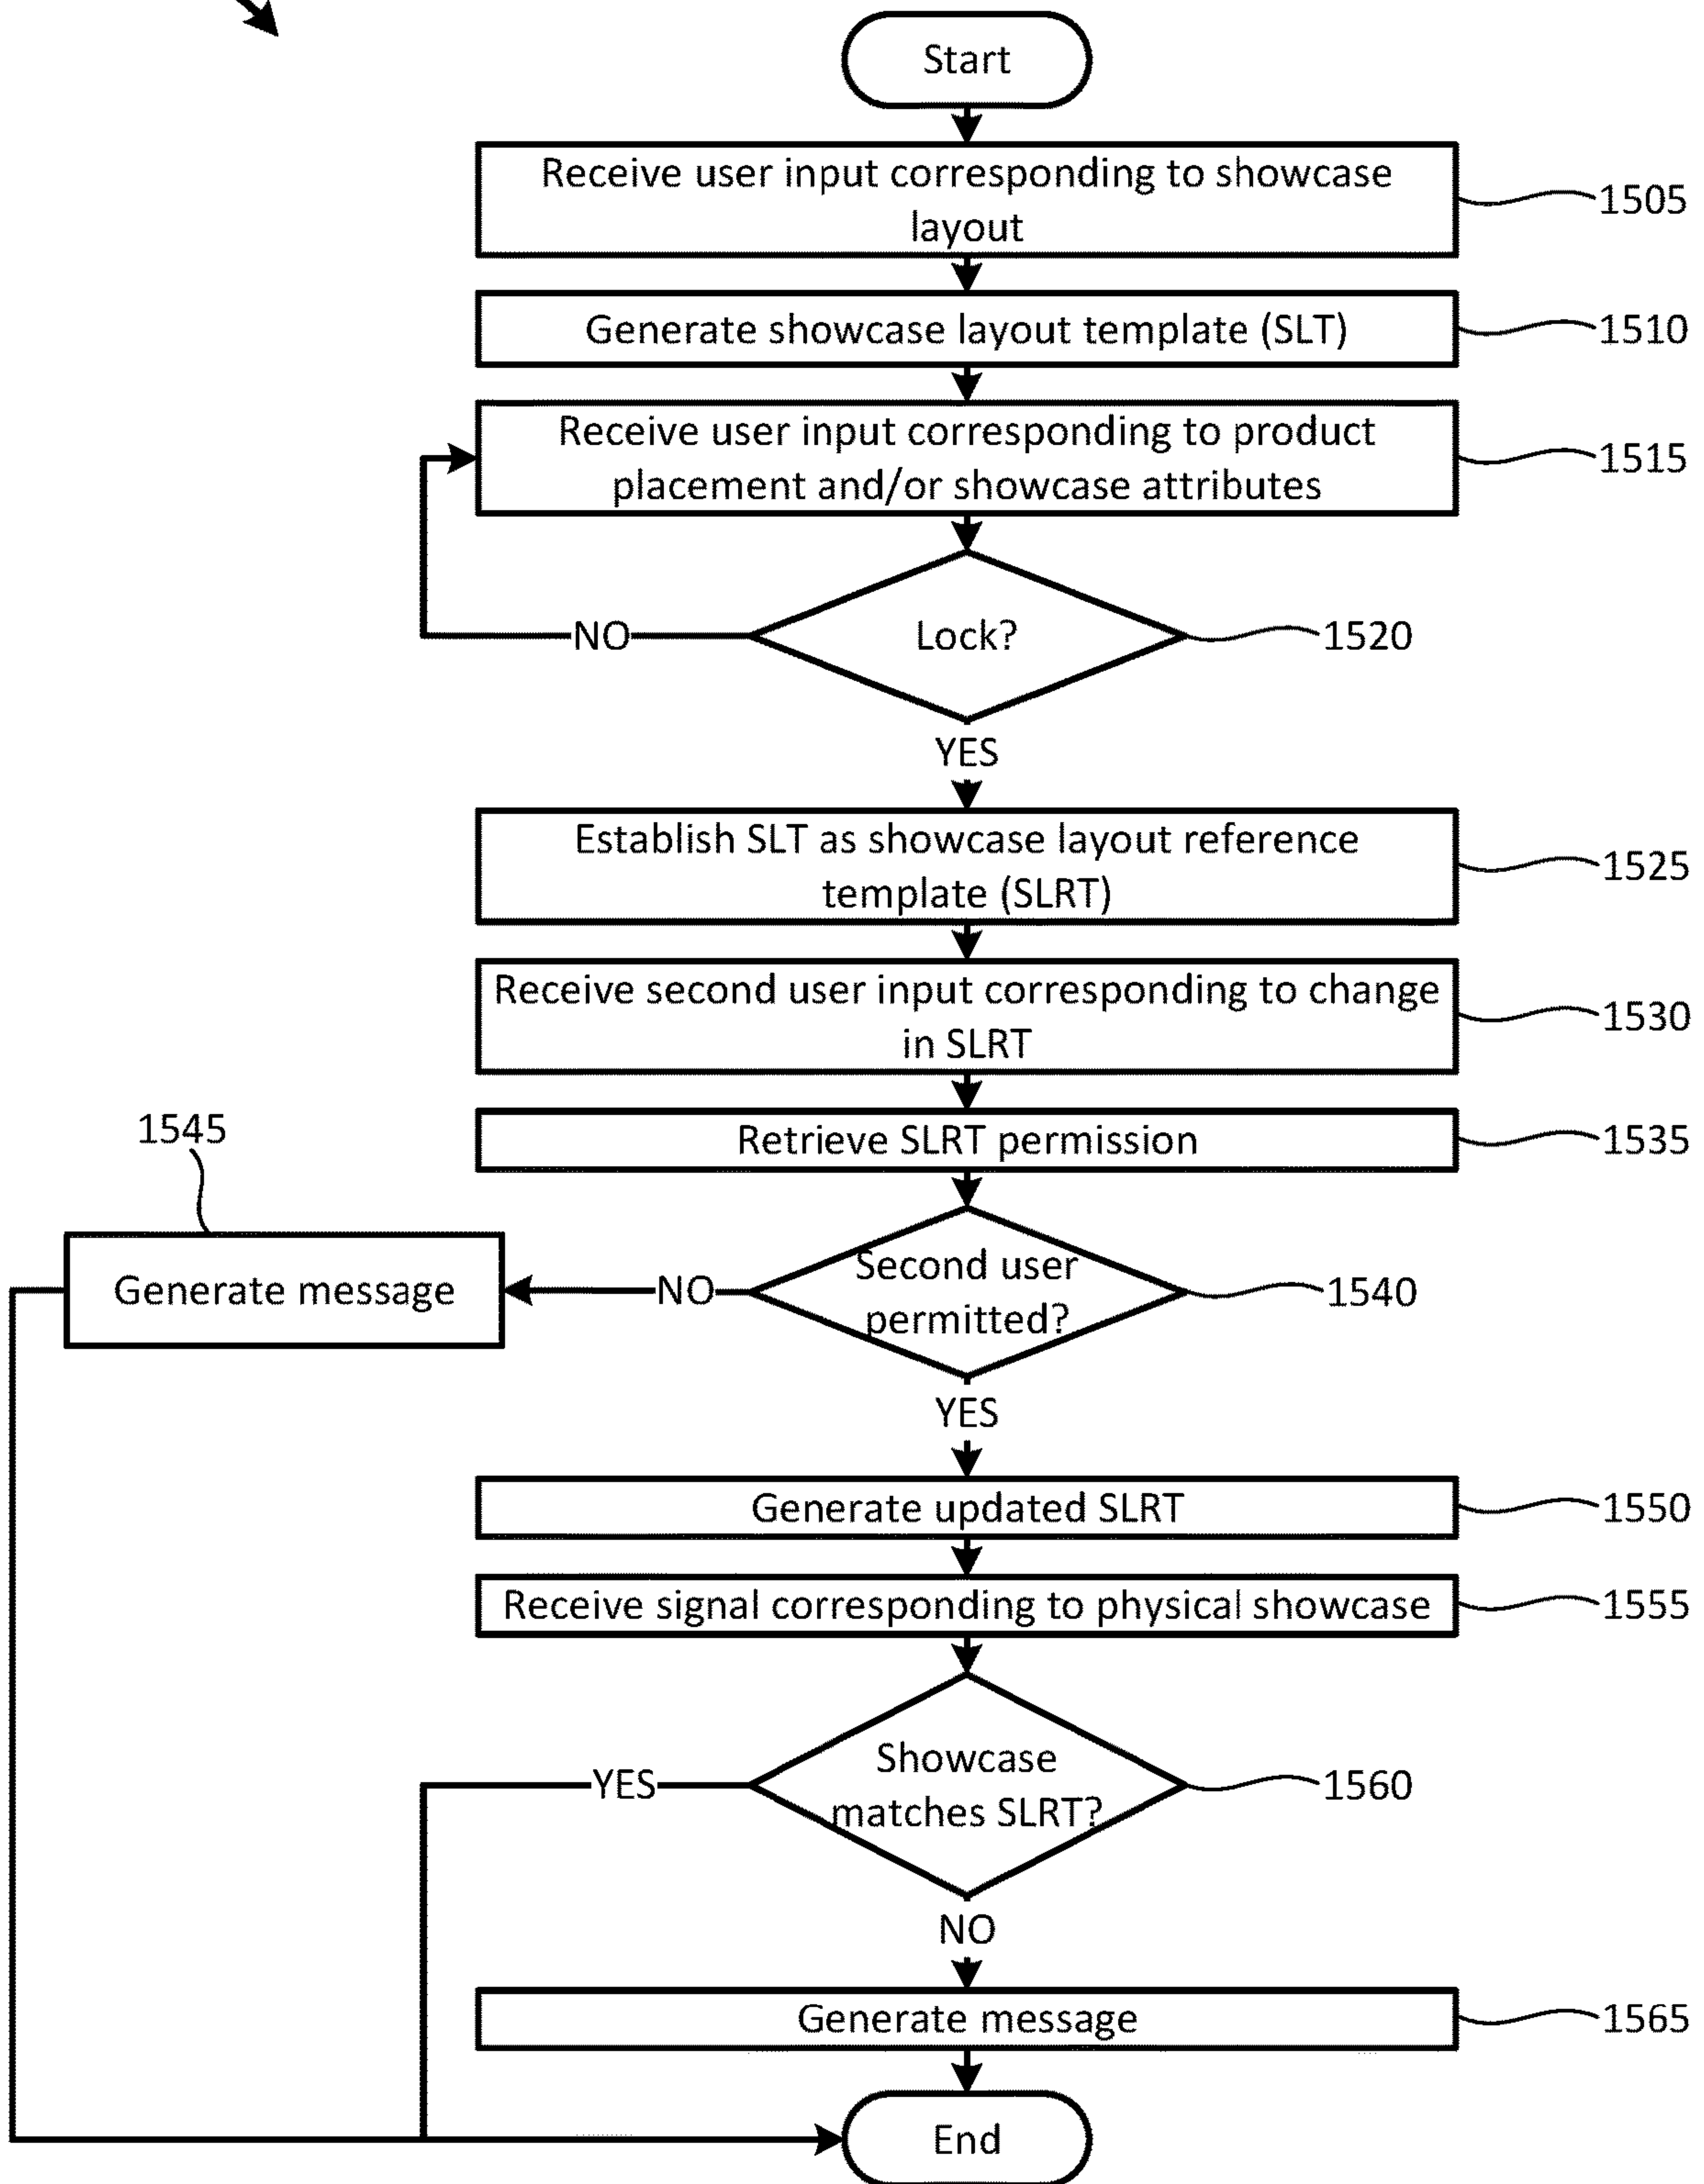 Start
Receive user input corresponding to showcase
layout
1505
Generate showcase layout template (SLT)
1510
Receive user input corresponding to product
placement and/or showcase attributes
1515
Lock?
1520
NO
YES
Establish SLT as showcase layout reference
template (SLRT)
1525
Receive second user input corresponding to change
in SLRT
1530
Retrieve SLRT permission
1535
Second user
permitted?
1540
NO
1545
Generate message
YES
Generate updated SLRT
1550
Receive signal corresponding to physical showcase
1555
Showcase
matches SLRT?
1560
YES
NO
Generate message
1565
End